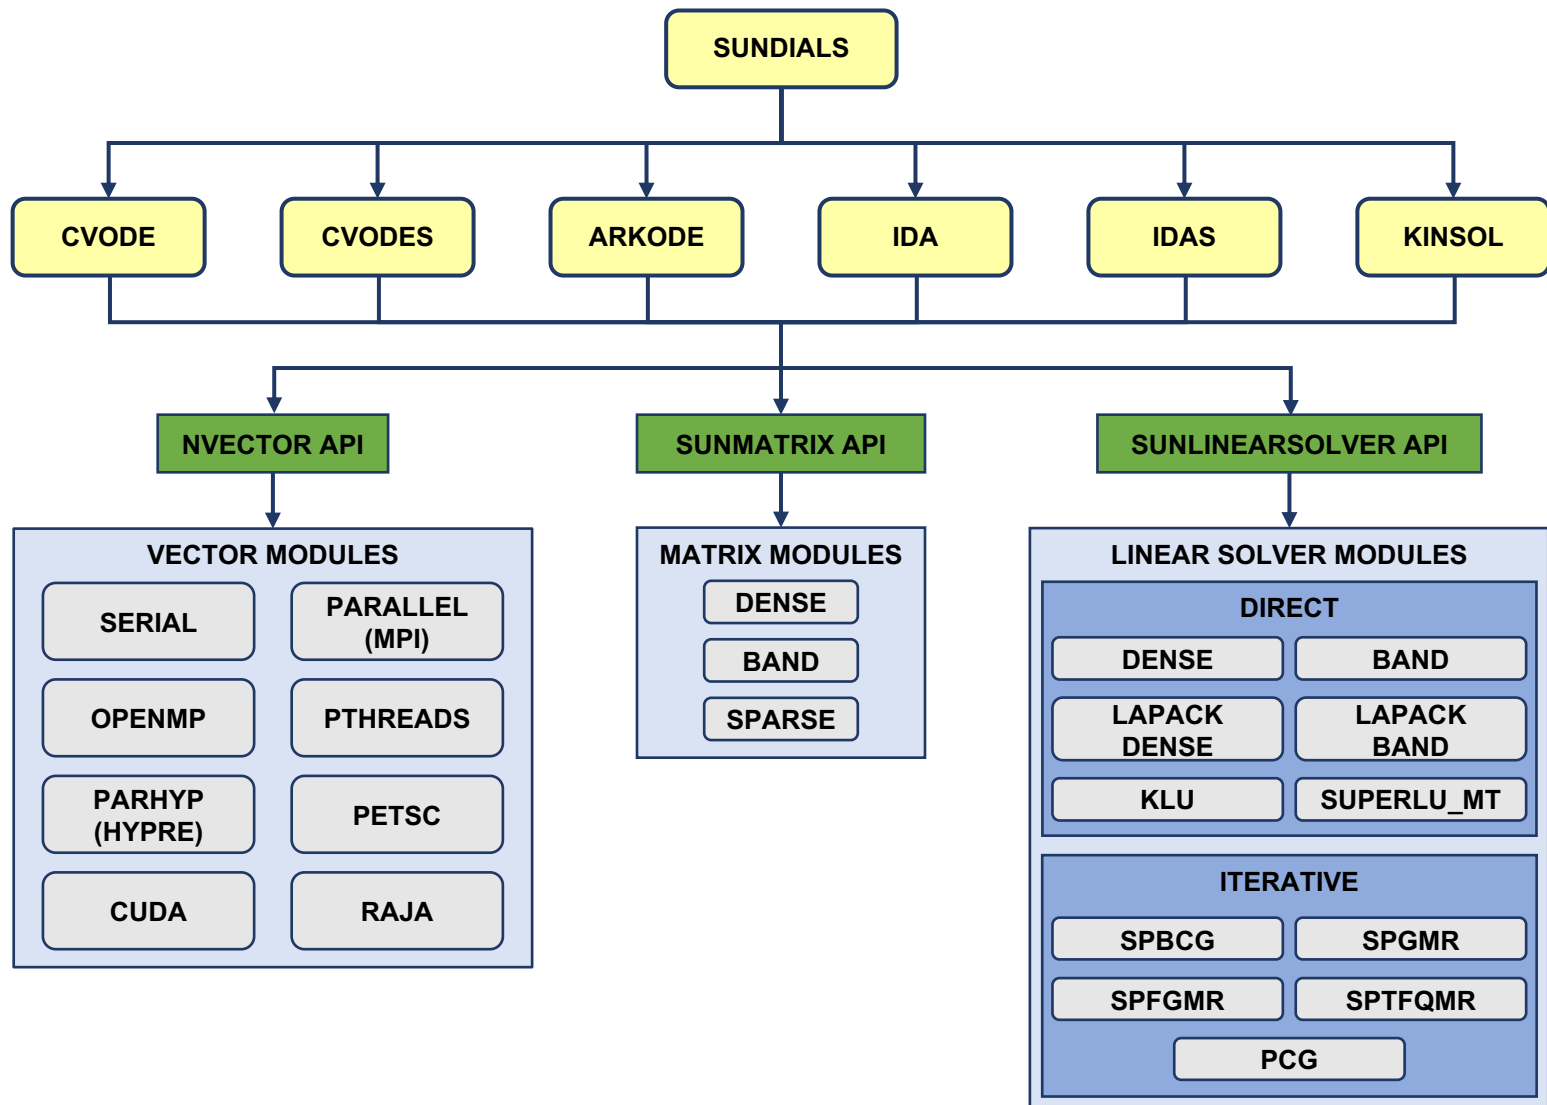 SUNDIALS
CVODE
CVODES
ARKODE
IDA
IDAS
KINSOL
NVECTOR API
SUNMATRIX API
SUNLINEARSOLVER API
VECTOR MODULES
SERIAL
PARALLEL
(MPI)
OPENMP
PTHREADS
PARHYP
(HYPRE)
PETSC
CUDA
RAJA
MATRIX MODULES
DENSE
BAND
SPARSE
LINEAR SOLVER MODULES
DIRECT
DENSE
BAND
LAPACK
DENSE
LAPACK
BAND
KLU
SUPERLU_MT
ITERATIVE
SPBCG
SPGMR
SPFGMR
SPTFQMR
PCG